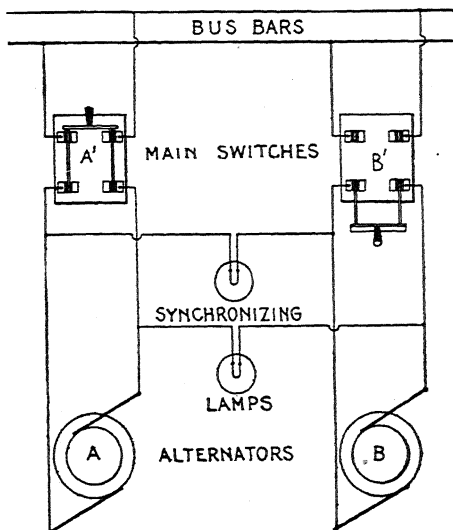 BUS BARS
A'
MAIN SWITCHES
B'
SYNCHRONIZING
LAMPS
A
ALTERNATORS
B